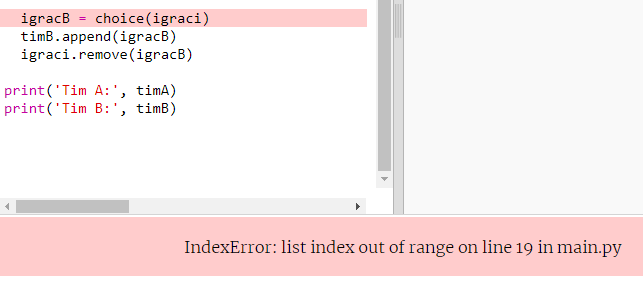 igracB = choice(igraci)
timB.append(igracB)
igraci.remove(igracB)
print('Tim A:', timA)
print('Tim B:', timB)
IndexError: list index out of range on line 19 in main.py